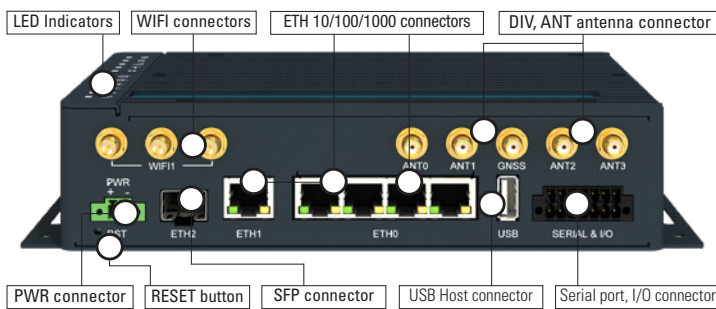 LED Indicators
WIFI connectors
ETH 10/100/1000 connectors
DIV, ANT antenna connector
WIFI1
ANT0
ANT1
GNSS
ANT2
ANT3
PWR
+ -
RST
ETH2
ETH1
ETH0
USB
SERIAL & I/O
PWR connector
RESET button
SFP connector
USB Host connector
Serial port, I/O connector